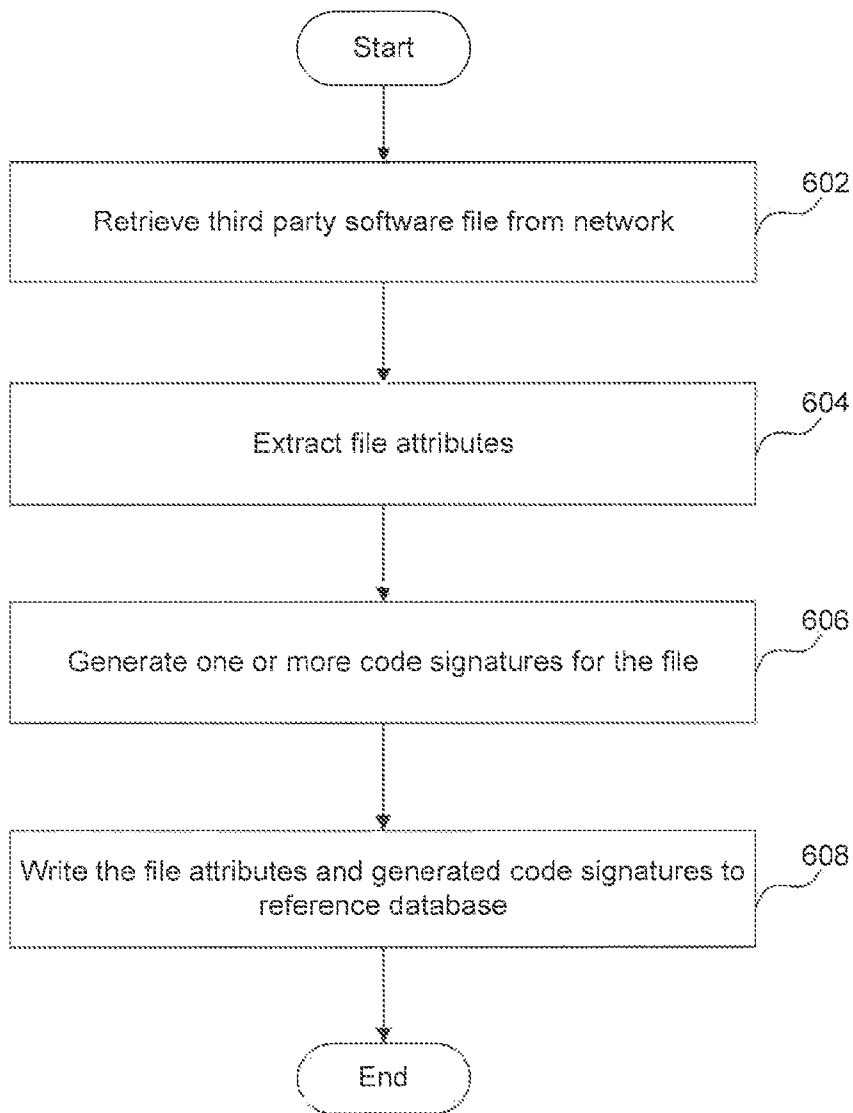 Start
602
Retrieve third party software file from network
604
Extract file attributes
606
Generate one or more code signatures for the file
608
Write the file attributes and generated code signatures to
reference database
End